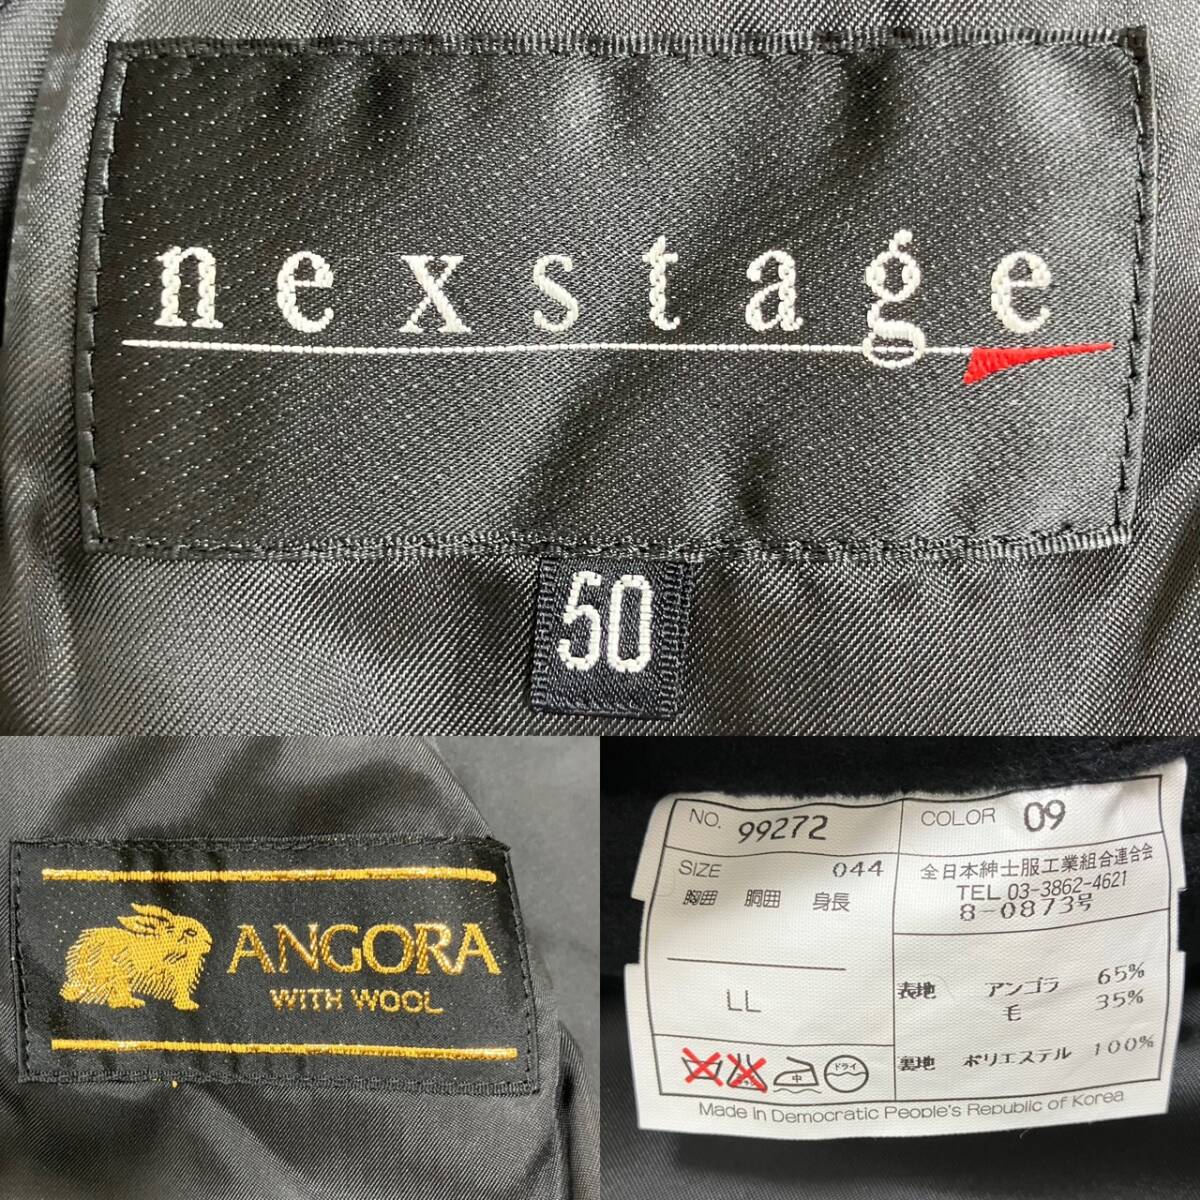 nexstage
50
ANGORA
WITH WOOL
NO. 99272
COLOR 09
SIZE 044
胸囲 胴囲 身長
LL
全日本紳士服工業組合連合会
TEL 03-3862-4621
8-0873号
表地 アンゴラ 65%
毛 35%
裏地 ポリエステル 100%
中 ドライ
Made in Democratic People's Republic of Korea